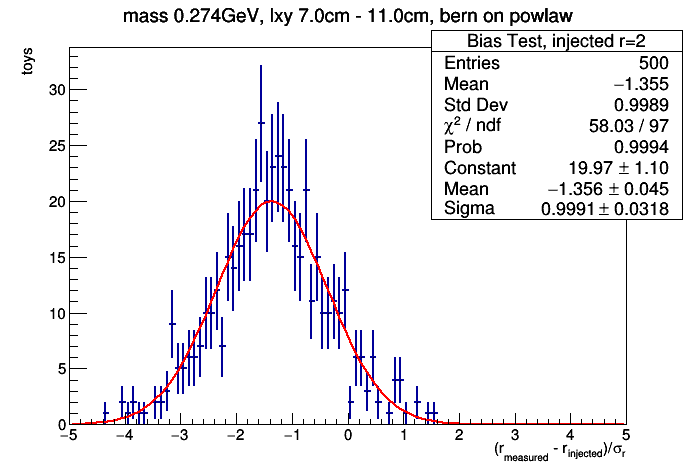 mass 0.274GeV, lxy 7.0cm - 11.0cm, bern on powlaw
Bias Test, injected r=2
Entries 500
Mean −1.355
Std Dev 0.9989
χ² / ndf 58.03 / 97
Prob 0.9994
Constant 19.97 ± 1.10
Mean −1.356 ± 0.045
Sigma 0.9991 ± 0.0318
toys
30
25
20
15
10
5
0
−5 −4 −3 −2 −1 0 1 2 3 4 5
(r_measured - r_injected)/σ_r